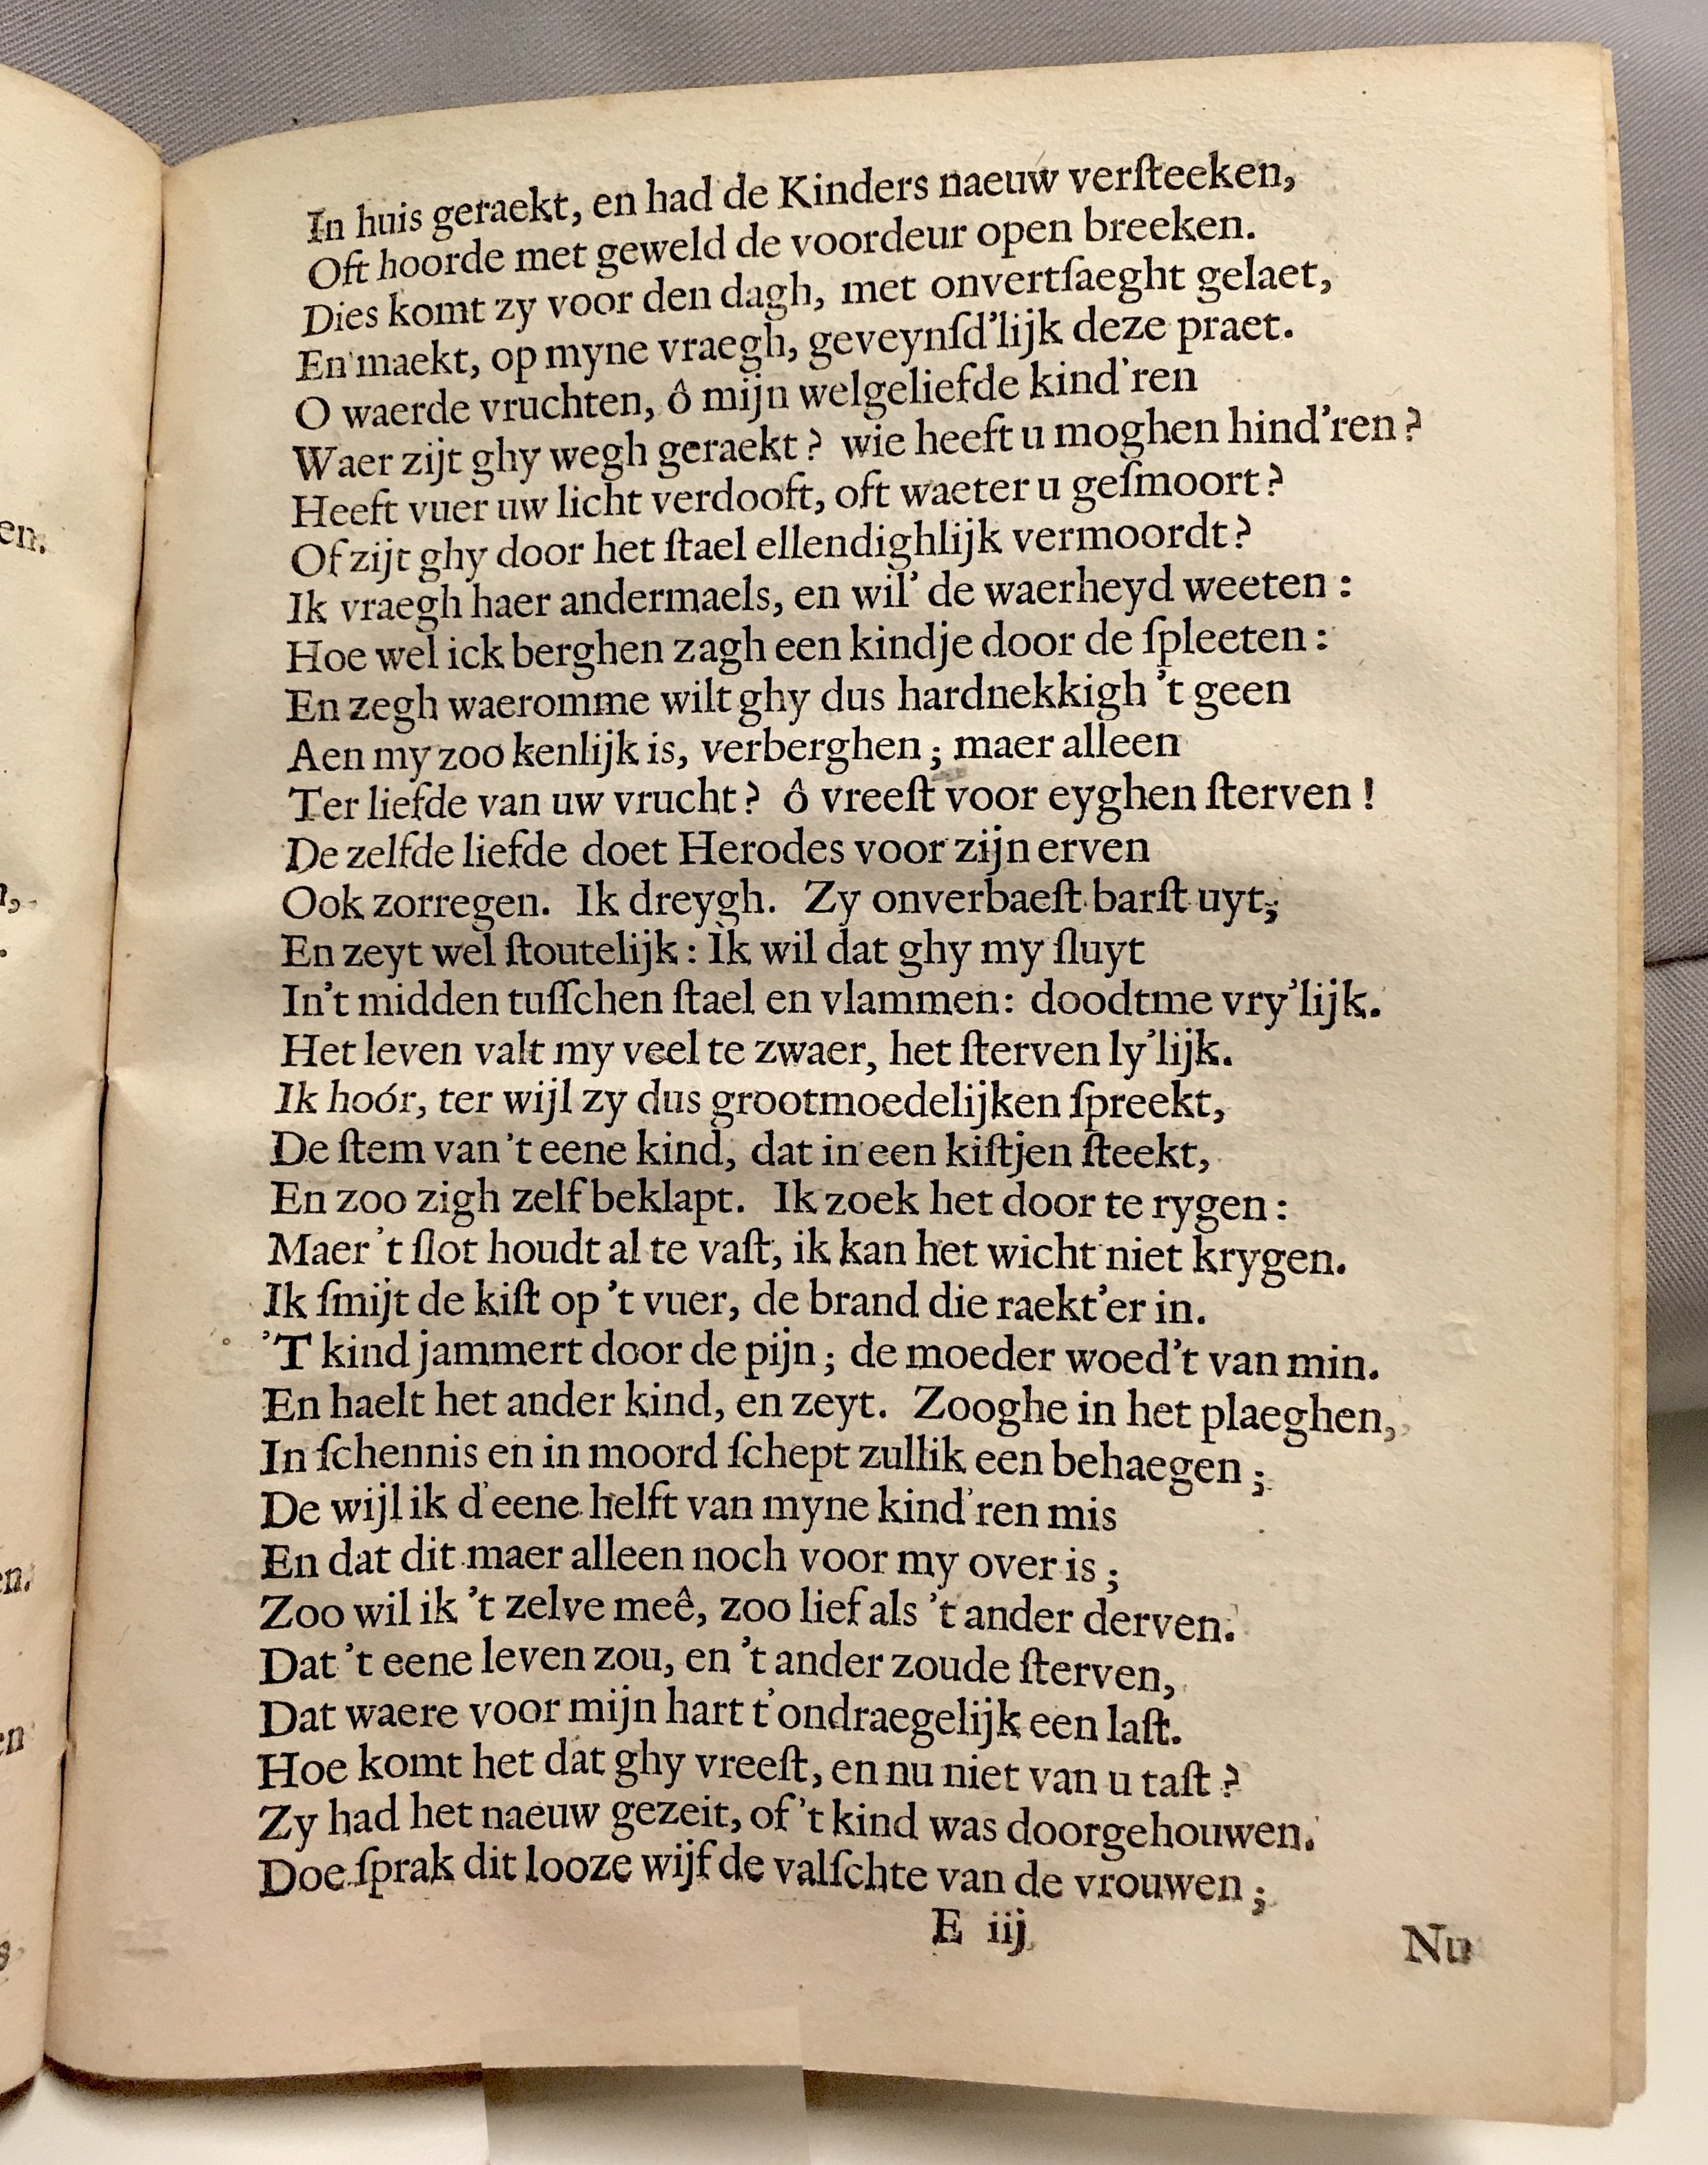 In huis geraekt, en had de Kinders naeuw verſteeken,
Oft hoorde met geweld de voordeur open breeken.
Dies komt zy voor den dagh, met onvertſaeght gelaet,
En maekt, op myne vraegh, geveynſd'lijk deze praet.
O waerde vruchten, ô mijn welgeliefde kind'ren
Waer zijt ghy wegh geraekt? wie heeft u moghen hind'ren?
Heeft vuer uw licht verdooft, oft waeter u geſmoort?
Of zijt ghy door het ſtael ellendighlijk vermoordt?
Ik vraegh haer andermaels, en wil' de waerheyd weeten:
Hoe wel ick berghen zagh een kindje door de ſpleeten:
En zegh waeromme wilt ghy dus hardnekkigh 't geen
Aen my zoo kenlijk is, verberghen; maer alleen
Ter liefde van uw vrucht? ô vreeſt voor eyghen ſterven!
De zelfde liefde doet Herodes voor zijn erven
Ook zorregen. Ik dreygh. Zy onverbaeſt barſt uyt;
En zeyt wel ſtoutelijk: Ik wil dat ghy my ſluyt
In't midden tuſſchen ſtael en vlammen: doodtme vry'lijk.
Het leven valt my veel te zwaer, het ſterven ly'lijk.
Ik hoór, ter wijl zy dus grootmoedelijken ſpreekt,
De ſtem van 't eene kind, dat in een kiſtjen ſteekt,
En zoo zigh zelf beklapt. Ik zoek het door te rygen:
Maer 't ſlot houdt al te vaſt, ik kan het wicht niet krygen.
Ik ſmijt de kiſt op 't vuer, de brand die raekt'er in.
'T kind jammert door de pijn; de moeder woed't van min.
En haelt het ander kind, en zeyt. Zooghe in het plaeghen,
In ſchennis en in moord ſchept zullik een behaegen;
De wijl ik d'eene helft van myne kind'ren mis
En dat dit maer alleen noch voor my over is;
Zoo wil ik 't zelve meê, zoo lief als 't ander derven.
Dat 't eene leven zou, en 't ander zoude ſterven,
Dat waere voor mijn hart t'ondraegelijk een laſt.
Hoe komt het dat ghy vreeſt, en nu niet van u taſt?
Zy had het naeuw gezeit, of 't kind was doorgehouwen.
Doe ſprak dit looze wijf de valſchte van de vrouwen;
E iij
Nu